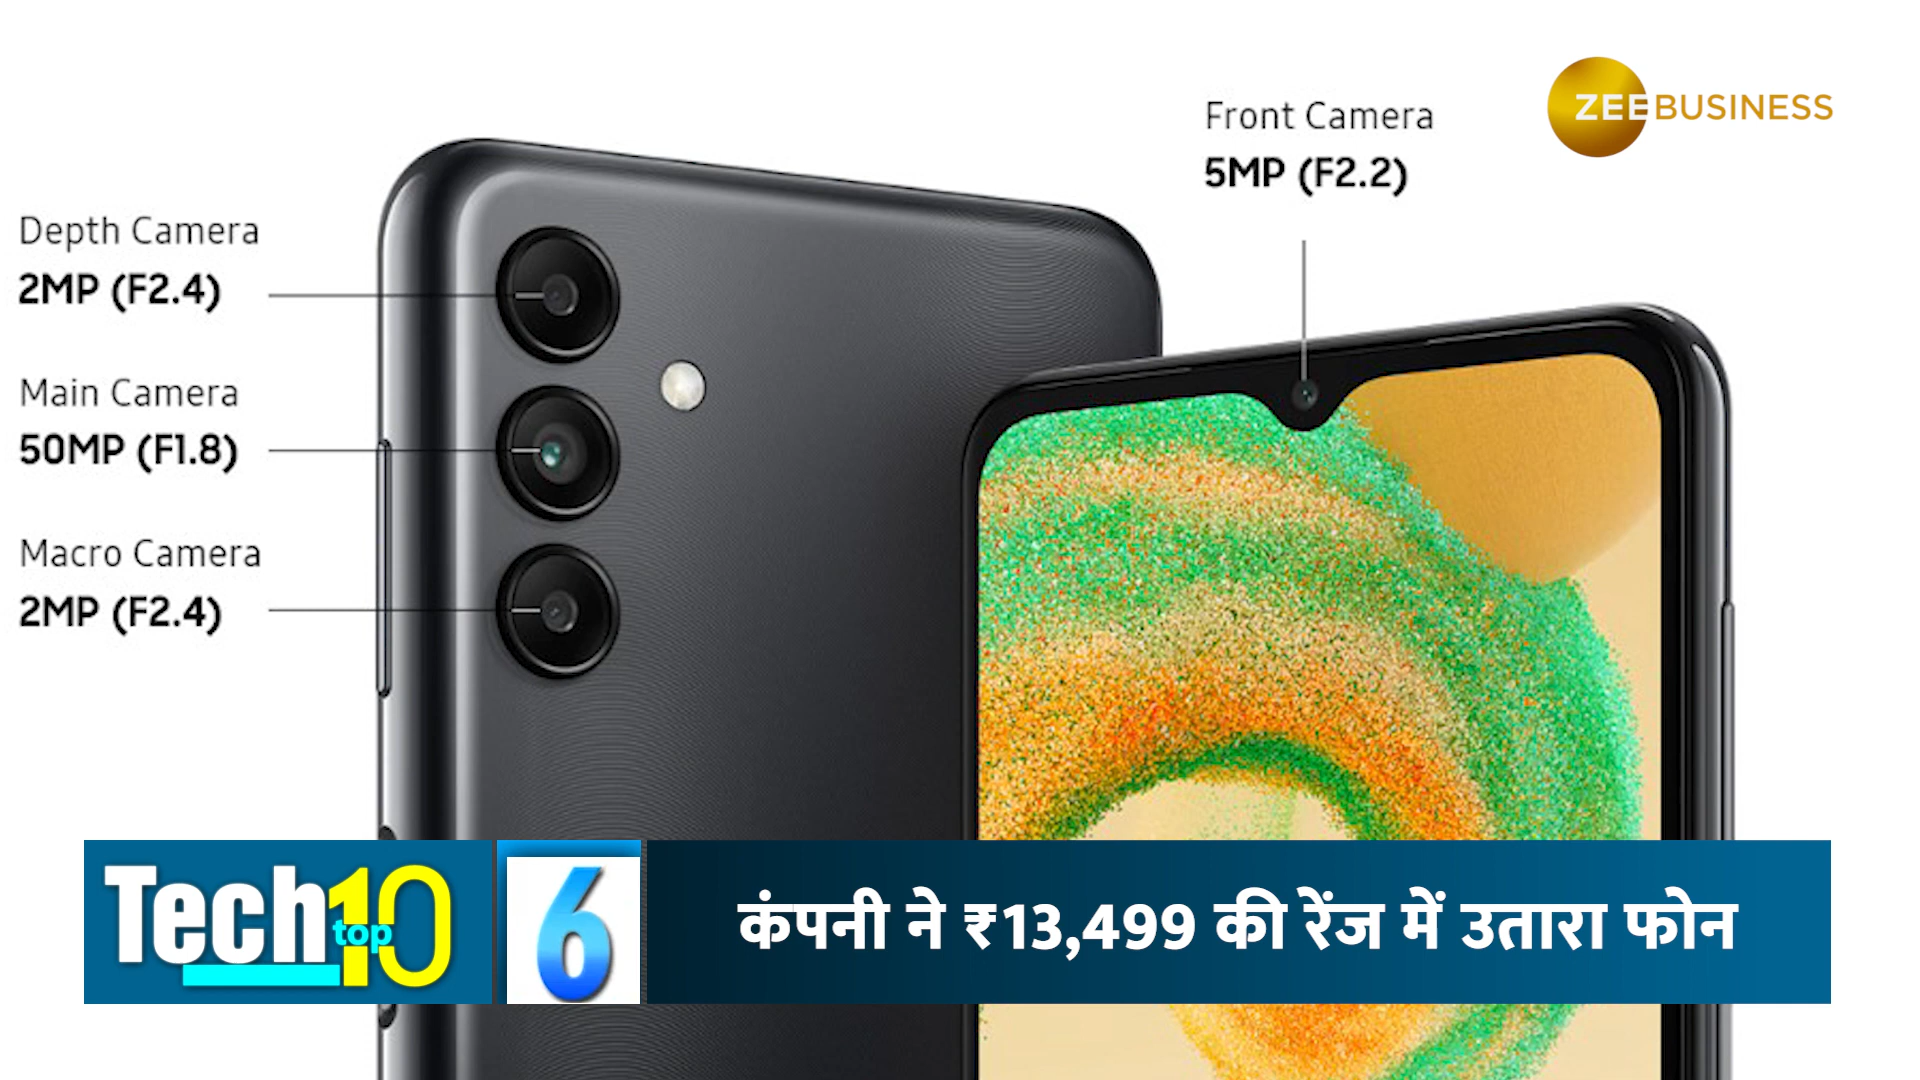 ZEEBUSINESS
Front Camera
5MP (F2.2)
Depth Camera
2MP (F2.4)
Main Camera
50MP (F1.8)
Macro Camera
2MP (F2.4)
Tech top 10
6
कंपनी ने ₹13,499 की रेंज में उतारा फोन